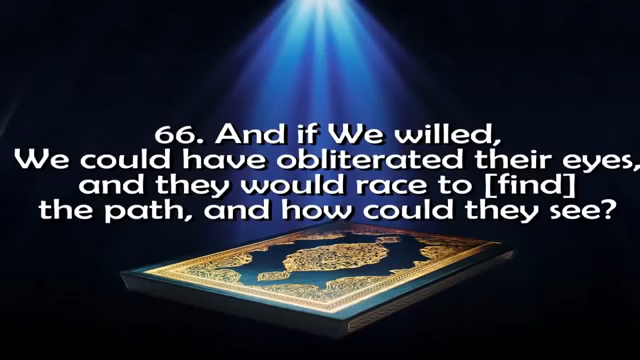 66. And if We willed,
We could have obliterated their eyes,
and they would race to [find]
the path, and how could they see?